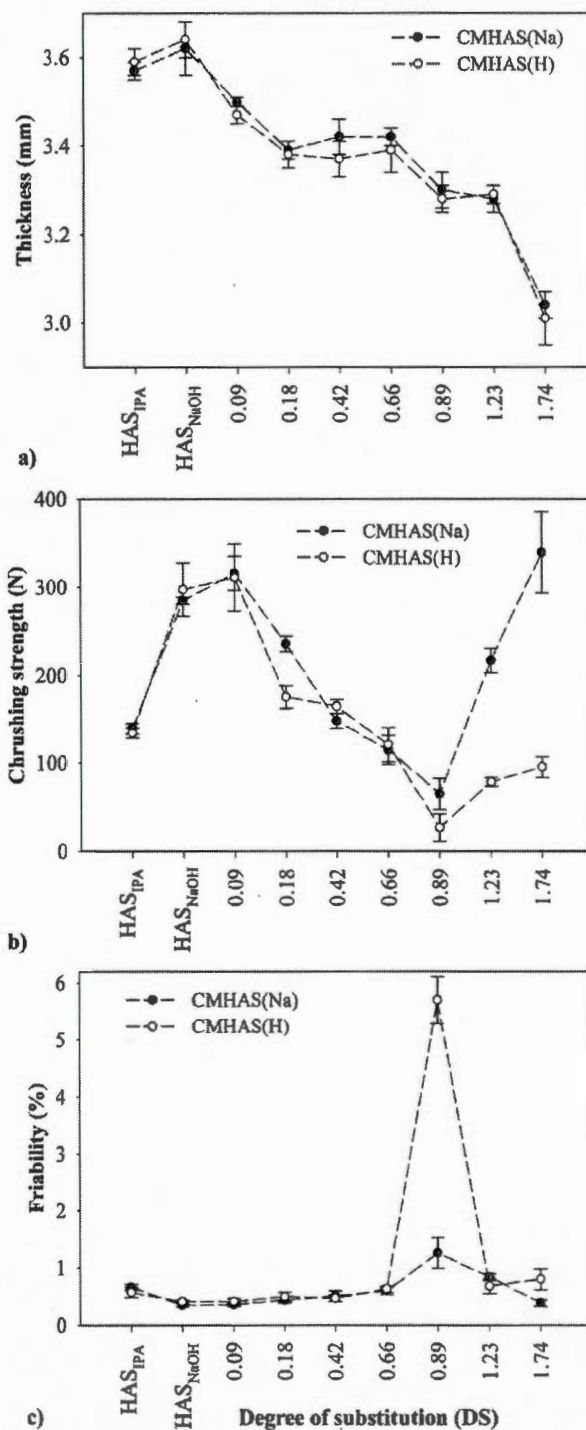 3.6
3.4
3.2
3.0
Thickness (mm)
CMHAS(Na)
CMHAS(H)
HAS_IPA
HAS_NaOH
0.09
0.18
0.42
0.66
0.89
1.23
1.74
a)
400
300
200
100
0
Chrushing strength (N)
CMHAS(Na)
CMHAS(H)
HAS_IPA
HAS_NaOH
0.09
0.18
0.42
0.66
0.89
1.23
1.74
b)
6
5
4
3
2
1
0
Friability (%)
CMHAS(Na)
CMHAS(H)
HAS_IPA
HAS_NaOH
0.09
0.18
0.42
0.66
0.89
1.23
1.74
c)
Degree of substitution (DS)